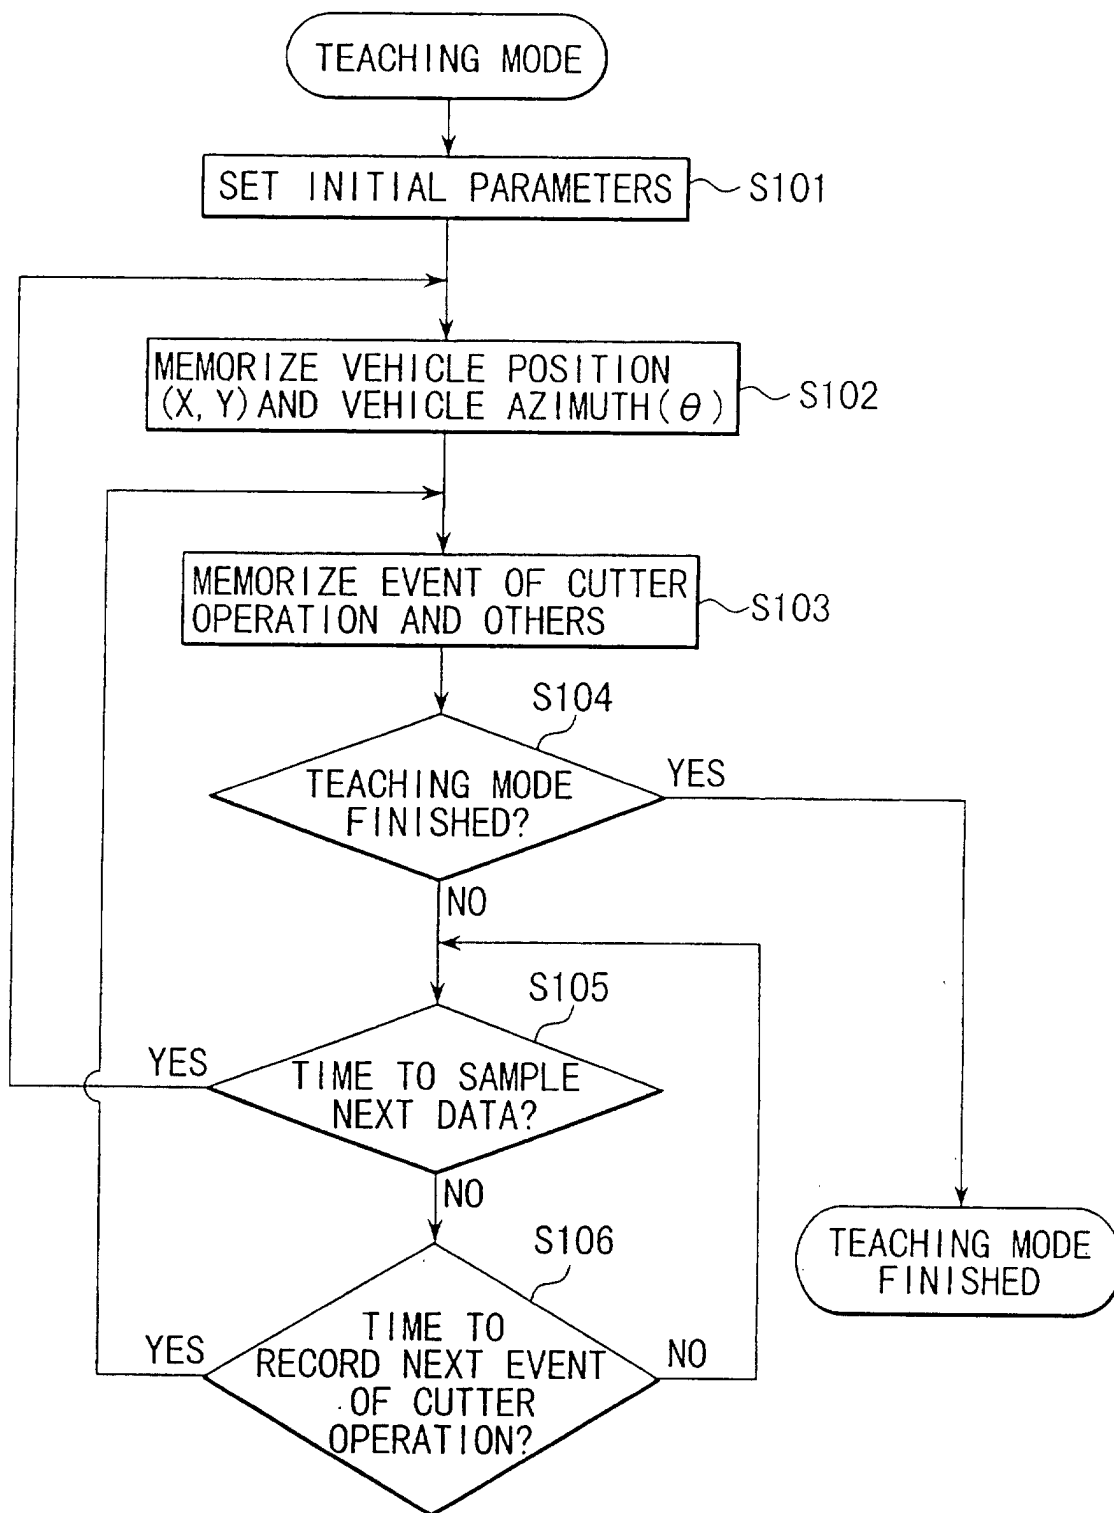 TEACHING MODE
SET INITIAL PARAMETERS
S101
MEMORIZE VEHICLE POSITION
(X, Y) AND VEHICLE AZIMUTH (θ)
S102
MEMORIZE EVENT OF CUTTER
OPERATION AND OTHERS
S103
S104
TEACHING MODE
FINISHED?
YES
NO
S105
YES
TIME TO SAMPLE
NEXT DATA?
NO
S106
YES
TIME TO
RECORD NEXT EVENT
OF CUTTER
OPERATION?
NO
TEACHING MODE
FINISHED